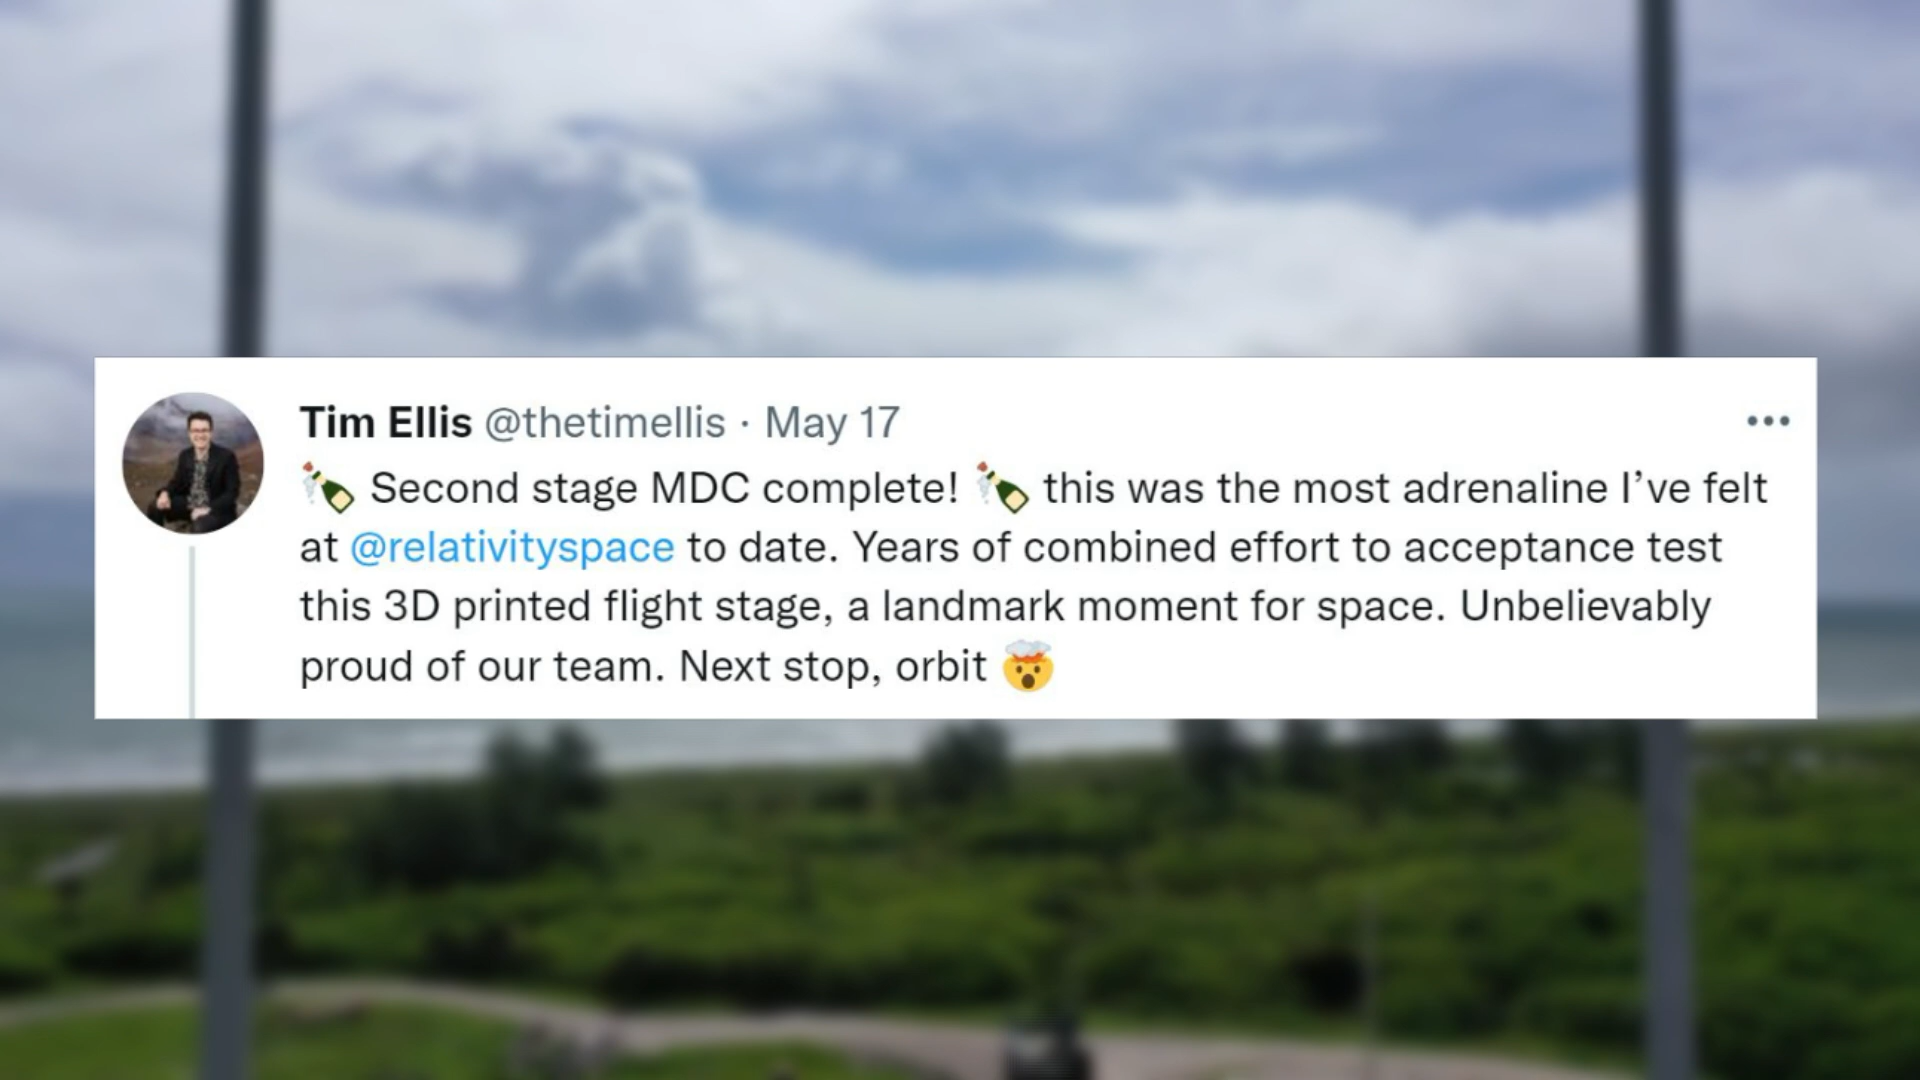 Tim Ellis @thetimellis · May 17
🍾 Second stage MDC complete! 🍾 this was the most adrenaline I’ve felt
at @relativityspace to date. Years of combined effort to acceptance test
this 3D printed flight stage, a landmark moment for space. Unbelievably
proud of our team. Next stop, orbit 🤯